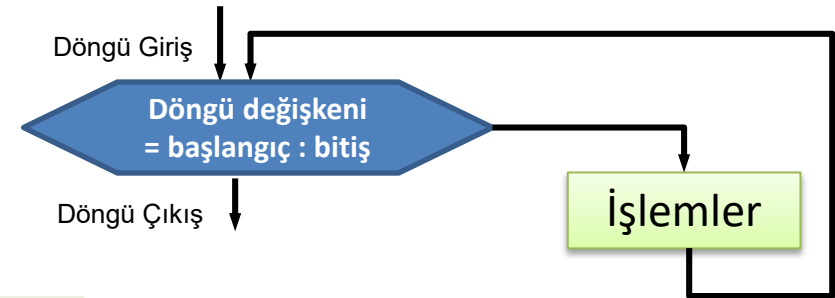 Döngü Giriş
Döngü değişkeni
= başlangıç : bitiş
Döngü Çıkış
İşlemler